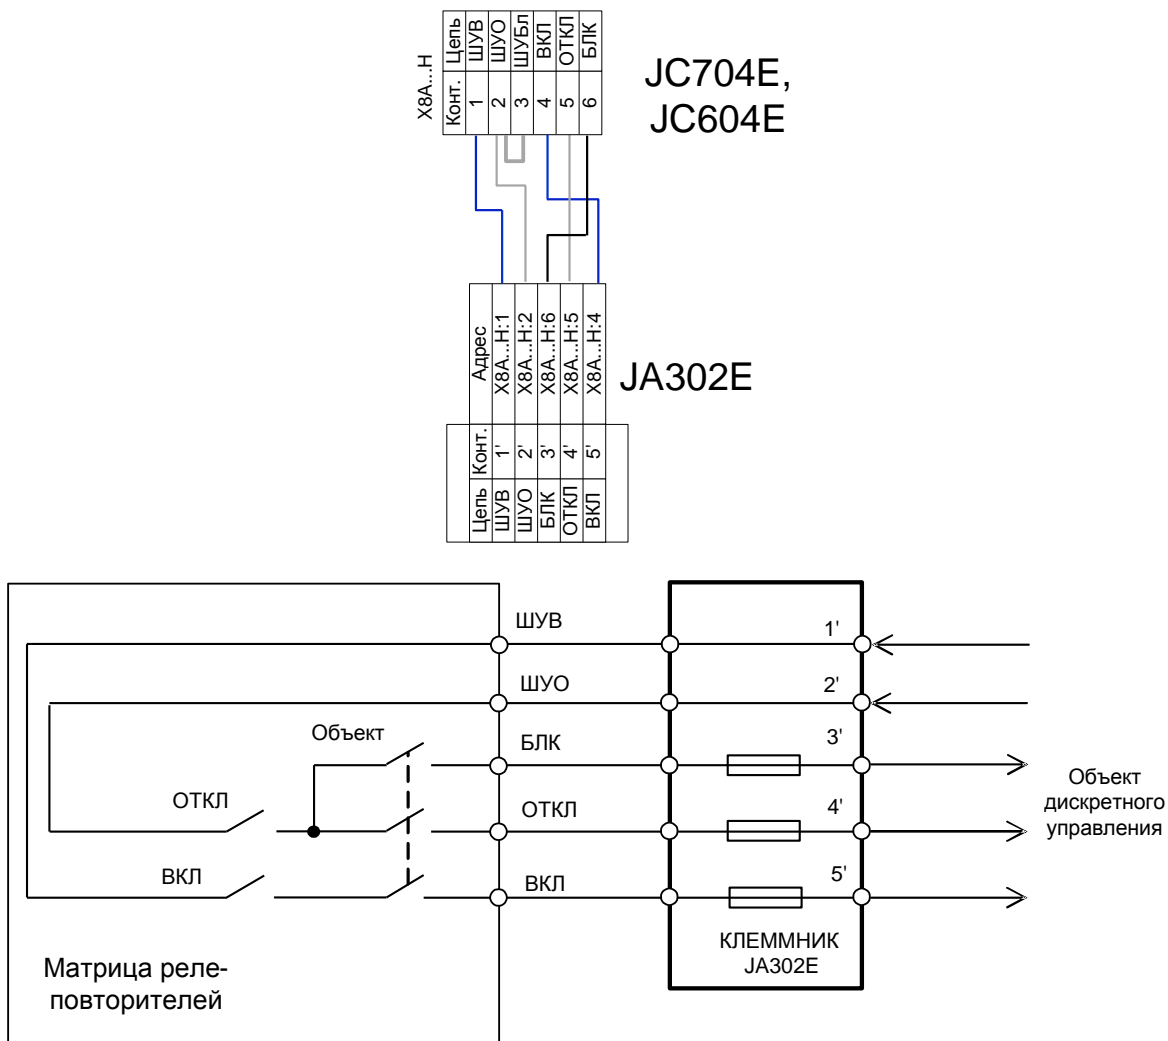 X8A...H
Цепь
ШУВ
ШУО
ШУБл
ВКЛ
ОТКЛ
БЛК
Конт.
1
2
3
4
5
6
JC704E,
JC604E
Адрес
X8A...H:1
X8A...H:2
X8A...H:6
X8A...H:5
X8A...H:4
JA302E
Конт.
1'
2'
3'
4'
5'
Цепь
ШУВ
ШУО
БЛК
ОТКЛ
ВКЛ
ШУВ
1'
ШУО
2'
Объект
БЛК
3'
ОТКЛ
ОТКЛ
4'
Объект
дискретного
управления
ВКЛ
ВКЛ
5'
КЛЕММНИК
JA302E
Матрица реле-
повторителей